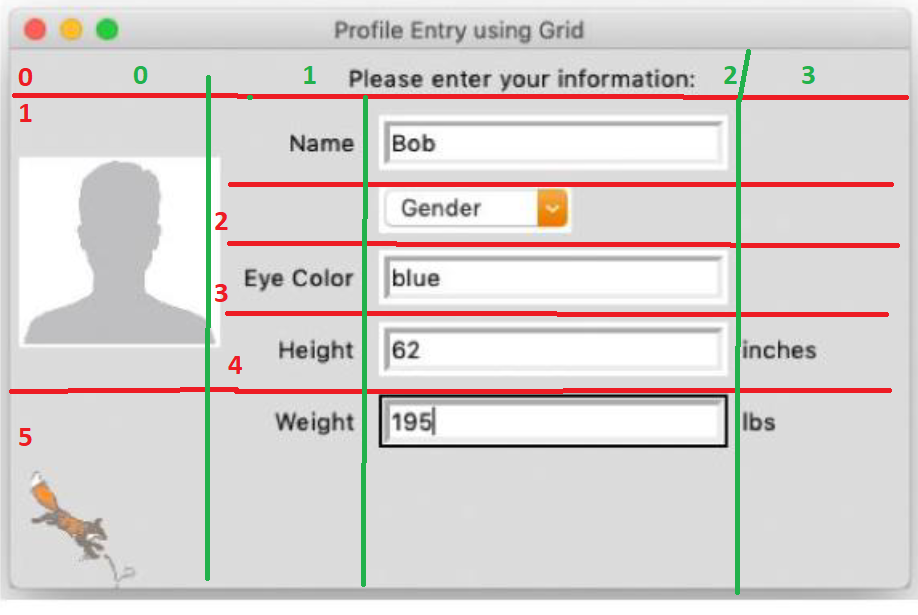 Profile Entry using Grid
0 0 1 Please enter your information: 2 3
1
Name Bob
2 Gender
Eye Color blue
3
Height 62 inches
4
Weight 195 lbs
5